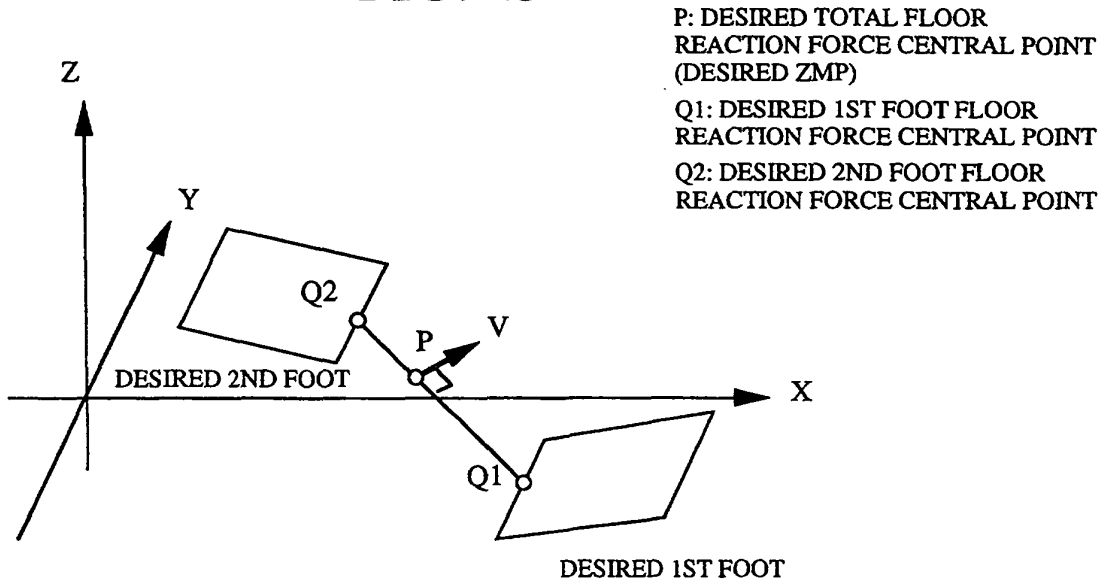 P: DESIRED TOTAL FLOOR
REACTION FORCE CENTRAL POINT
(DESIRED ZMP)
Q1: DESIRED 1ST FOOT FLOOR
REACTION FORCE CENTRAL POINT
Q2: DESIRED 2ND FOOT FLOOR
REACTION FORCE CENTRAL POINT
Z
Y
Q2
P
V
DESIRED 2ND FOOT
X
Q1
DESIRED 1ST FOOT